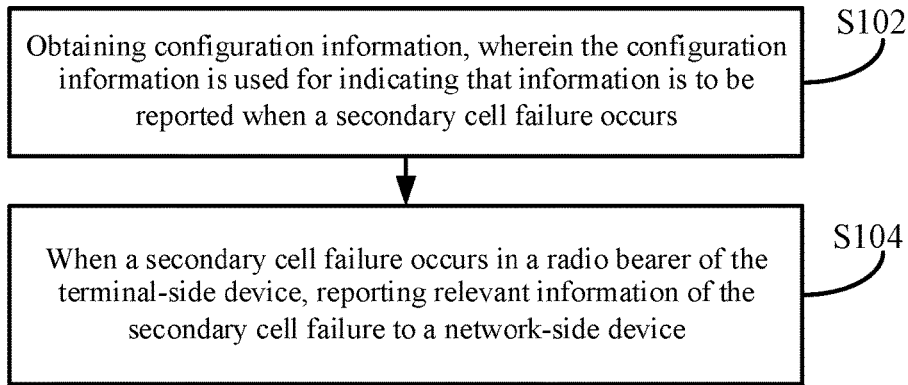 S102
Obtaining configuration information, wherein the configuration
information is used for indicating that information is to be
reported when a secondary cell failure occurs
S104
When a secondary cell failure occurs in a radio bearer of the
terminal-side device, reporting relevant information of the
secondary cell failure to a network-side device